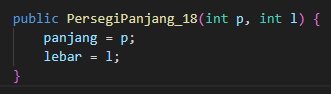 public PersegiPanjang_18(int p, int l) {
    panjang = p;
    lebar = l;
}